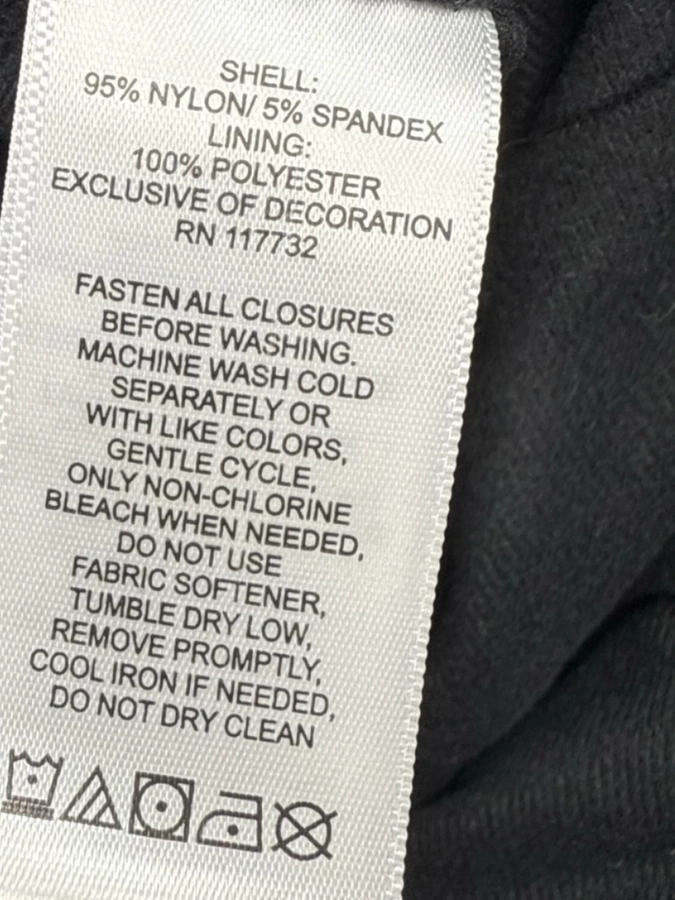 SHELL:
95% NYLON/ 5% SPANDEX
LINING:
100% POLYESTER
EXCLUSIVE OF DECORATION
RN 117732
FASTEN ALL CLOSURES
BEFORE WASHING.
MACHINE WASH COLD
SEPARATELY OR
WITH LIKE COLORS,
GENTLE CYCLE,
ONLY NON-CHLORINE
BLEACH WHEN NEEDED,
DO NOT USE
FABRIC SOFTENER,
TUMBLE DRY LOW,
REMOVE PROMPTLY,
COOL IRON IF NEEDED,
DO NOT DRY CLEAN